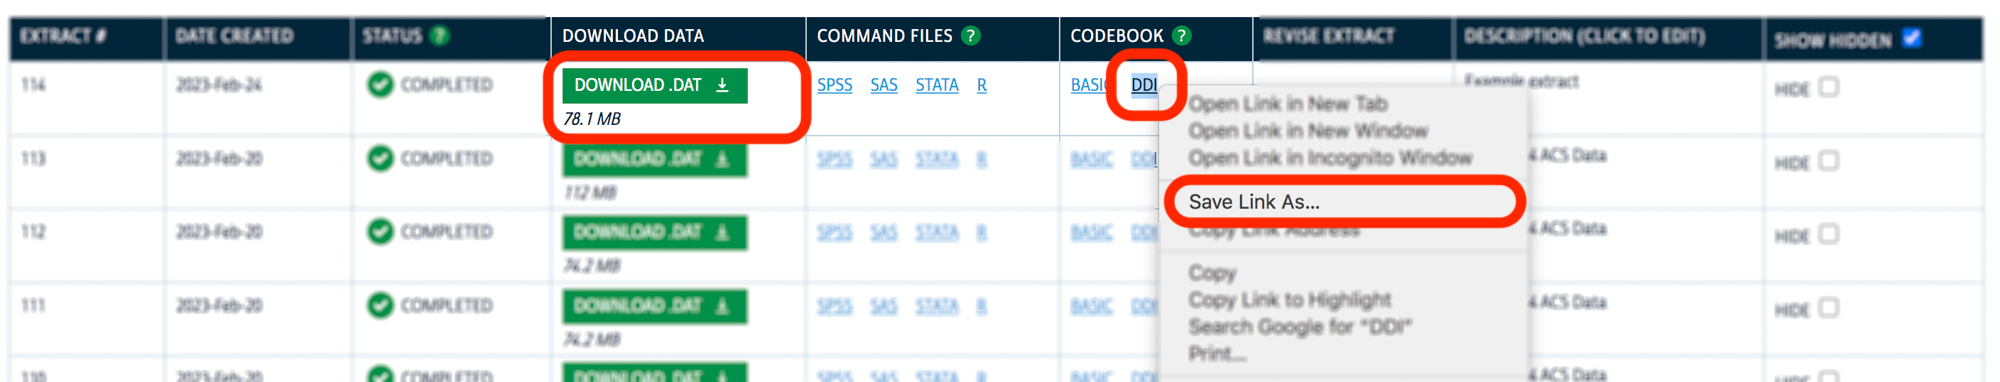 EXTRACT # DATE CREATED STATUS ? DOWNLOAD DATA COMMAND FILES ? CODEBOOK ? REVISE EXTRACT DESCRIPTION (CLICK TO EDIT) SHOW HIDDEN
114 2023-Feb-24 COMPLETED DOWNLOAD .DAT SPSS SAS STATA R BASIC DDI Example extract HIDE
78.1 MB
Open Link in New Tab
Open Link in New Window
113 2023-Feb-20 COMPLETED DOWNLOAD .DAT SPSS SAS STATA R BASIC DDI Open Link in Incognito Window 4 ACS Data HIDE
112 MB
Save Link As...
112 2023-Feb-20 COMPLETED DOWNLOAD .DAT SPSS SAS STATA R BASIC DDI Copy Link Address 4 ACS Data HIDE
74.2 MB
Copy
111 2023-Feb-20 COMPLETED DOWNLOAD .DAT SPSS SAS STATA R BASIC DDI Copy Link to Highlight 4 ACS Data HIDE
Search Google for "DDI"
74.2 MB
Print...
110 2023-Feb-20 COMPLETED DOWNLOAD .DAT SPSS SAS STATA R BASIC DDI 4 ACS Data HIDE